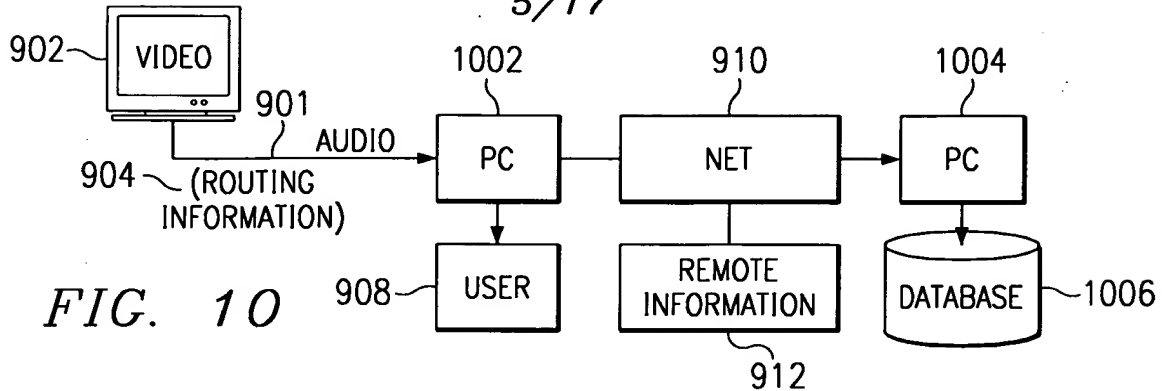 5/17
902
VIDEO
901
AUDIO
904
(ROUTING
INFORMATION)
1002
PC
910
NET
1004
PC
908
USER
REMOTE
INFORMATION
912
DATABASE
1006
FIG. 10